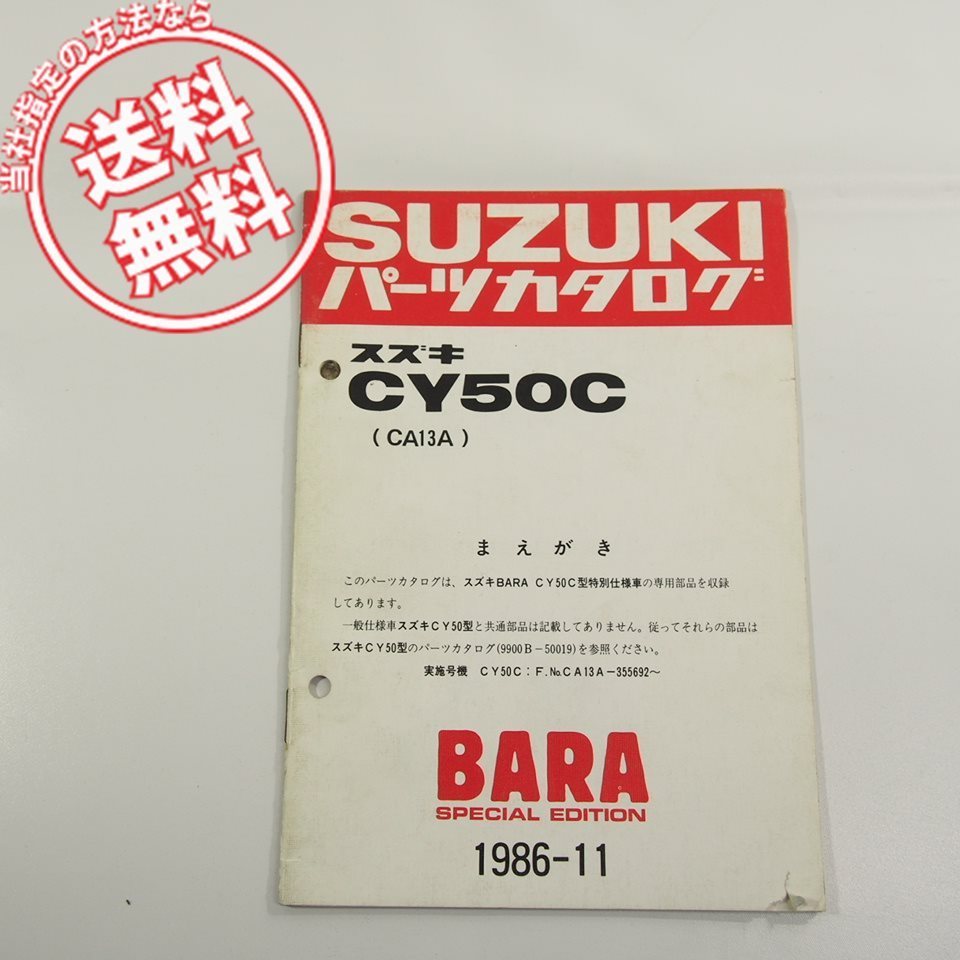 当社指定の方法なら
送料
無料
SUZUKI
パーツカタログ
スズキ
CY50C
(CA13A)
まえがき
このパーツカタログは、スズキBARA CY50C型特別仕様車の専用部品を収録
してあります。
一般仕様車スズキCY50型と共通部品は記載してありません。従ってそれらの部品は
スズキCY50型のパーツカタログ(9900B-50019)を参照ください。
実施号機 CY50C:F.No.CA13A-355692~
BARA
SPECIAL EDITION
1986-11